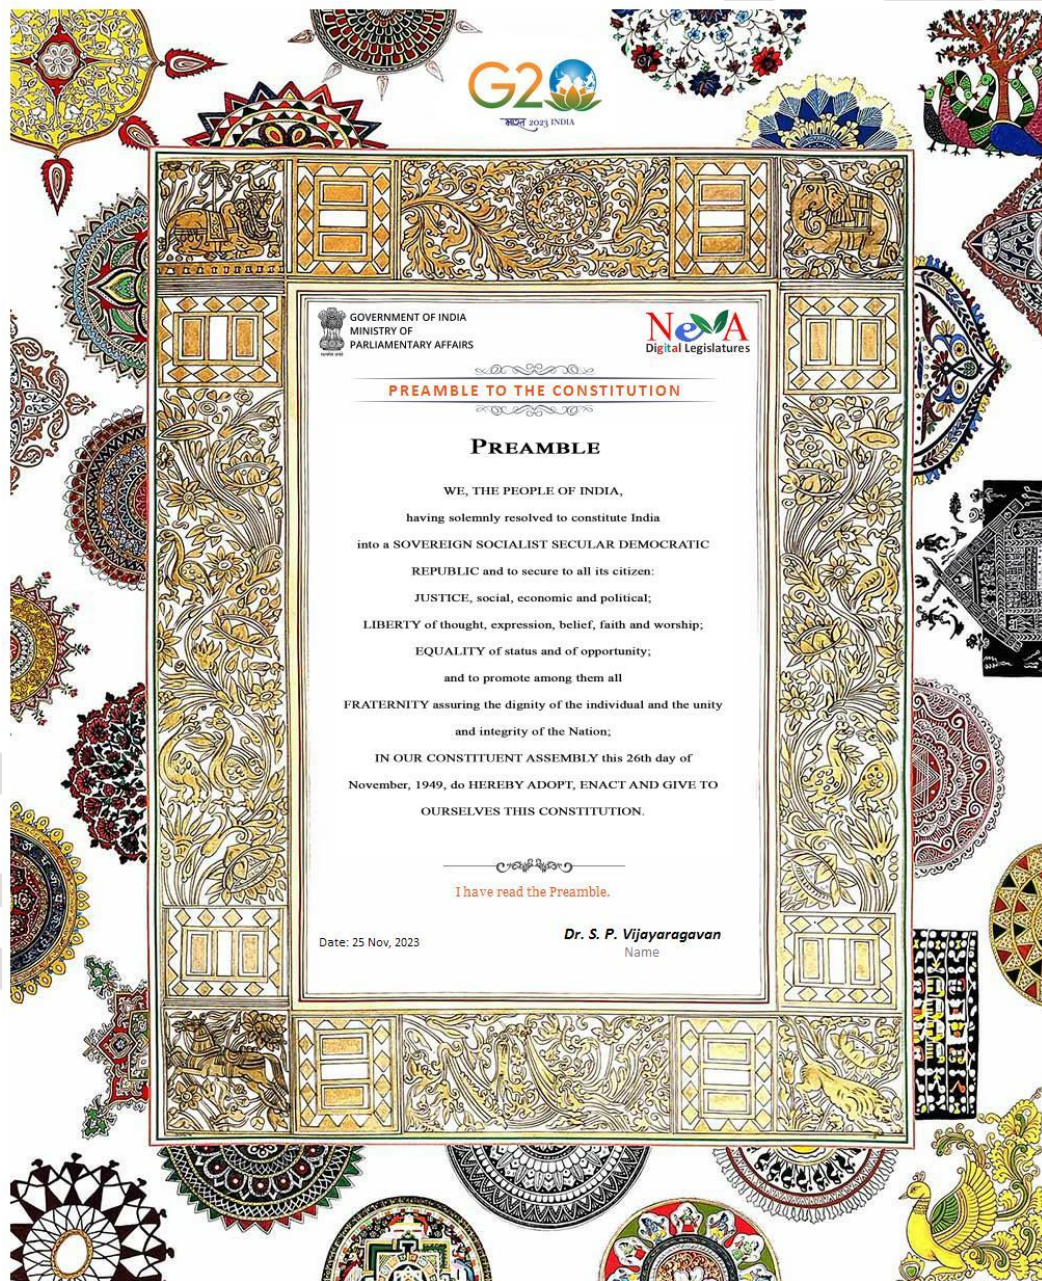 G20
भारत 2023 INDIA
GOVERNMENT OF INDIA
MINISTRY OF
PARLIAMENTARY AFFAIRS
NeVA
Digital Legislatures
PREAMBLE TO THE CONSTITUTION
PREAMBLE
WE, THE PEOPLE OF INDIA,
having solemnly resolved to constitute India
into a SOVEREIGN SOCIALIST SECULAR DEMOCRATIC
REPUBLIC and to secure to all its citizen:
JUSTICE, social, economic and political;
LIBERTY of thought, expression, belief, faith and worship;
EQUALITY of status and of opportunity;
and to promote among them all
FRATERNITY assuring the dignity of the individual and the unity
and integrity of the Nation;
IN OUR CONSTITUENT ASSEMBLY this 26th day of
November, 1949, do HEREBY ADOPT, ENACT AND GIVE TO
OURSELVES THIS CONSTITUTION.
I have read the Preamble.
Date: 25 Nov, 2023
Dr. S. P. Vijayaragavan
Name